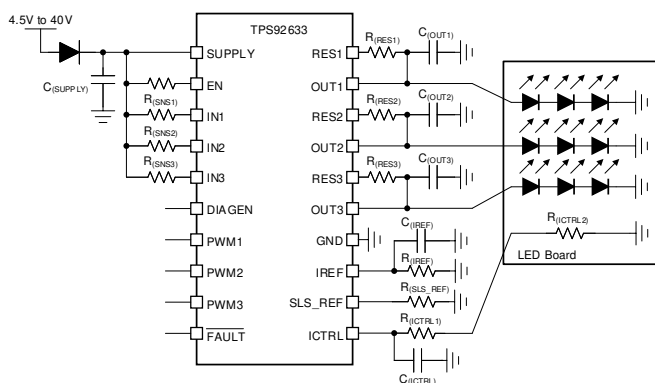 4.5V to 40V
TPS92633
C(SUPPLY)
R(SNS1)
R(SNS2)
R(SNS3)
SUPPLY
EN
IN1
IN2
IN3
DIAGEN
PWM1
PWM2
PWM3
FAULT
RES1
OUT1
RES2
OUT2
RES3
OUT3
GND
IREF
SLS_REF
ICTRL
R(RES1)
C(OUT1)
R(RES2)
C(OUT2)
R(RES3)
C(OUT3)
C(IREF)
R(IREF)
R(SLS_REF)
R(ICTRL1)
C(ICTRL)
R(ICTRL2)
LED Board